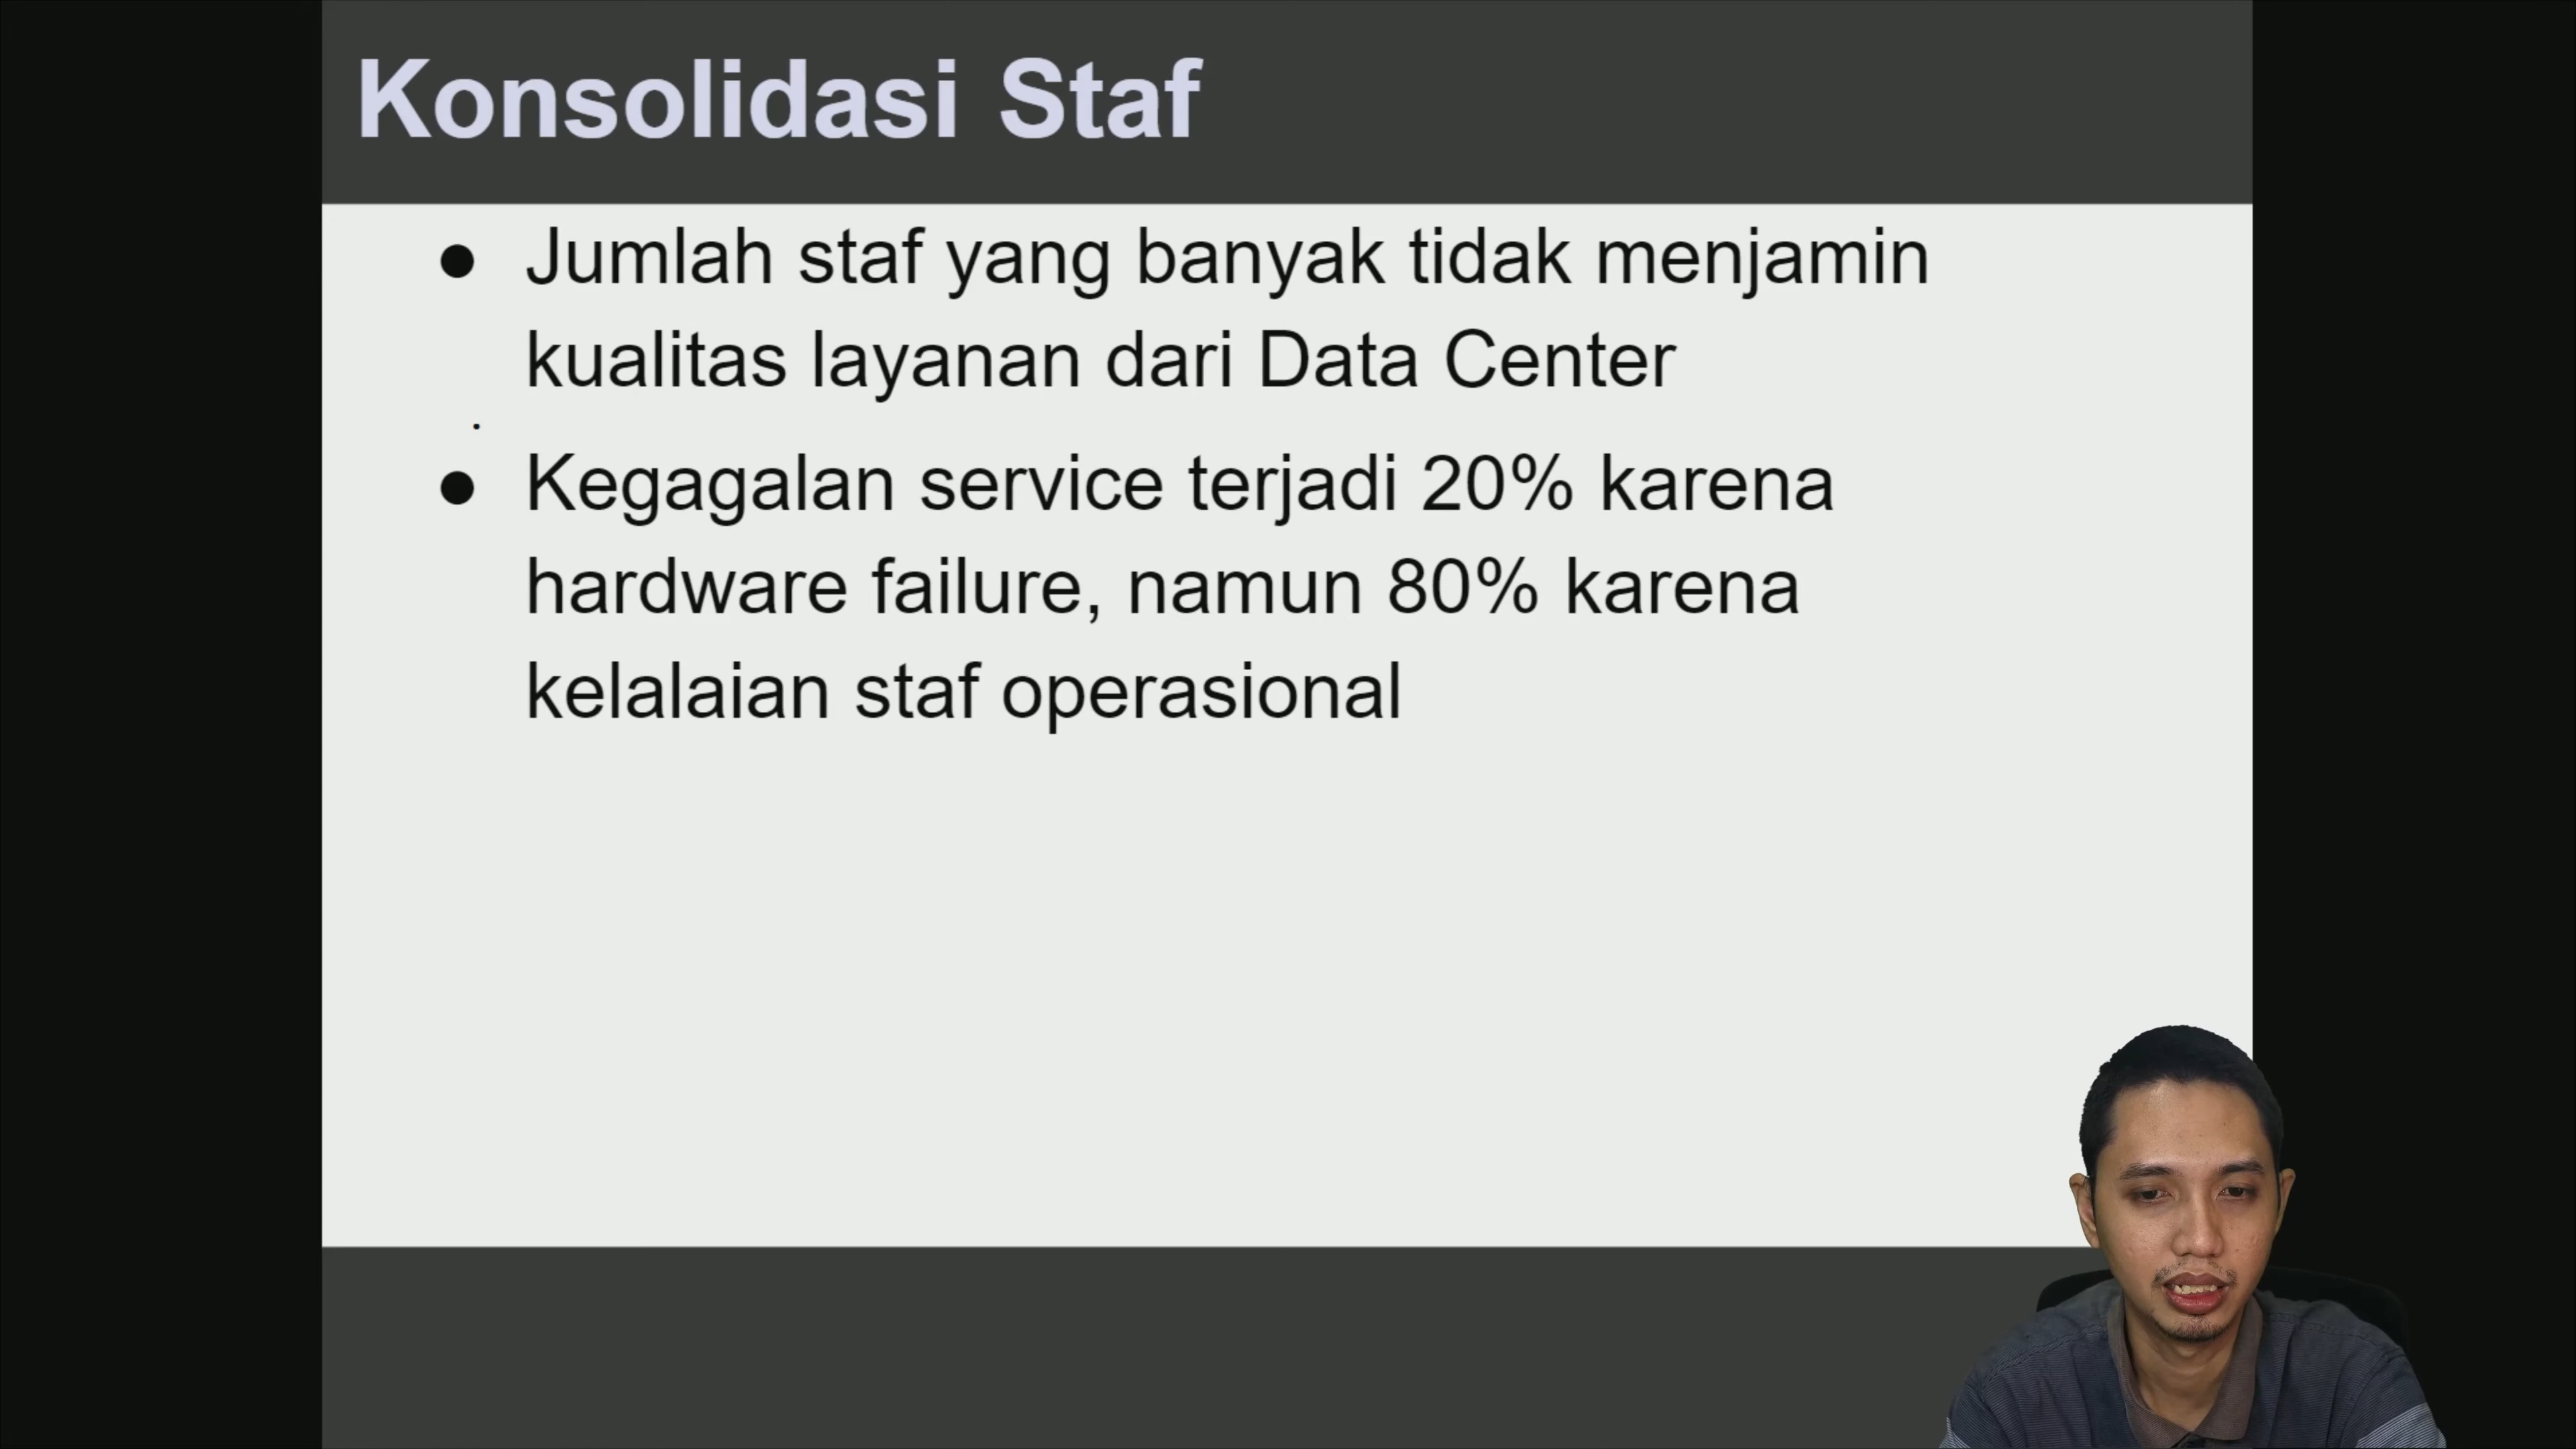 Konsolidasi Staf
● Jumlah staf yang banyak tidak menjamin
kualitas layanan dari Data Center
● Kegagalan service terjadi 20% karena
hardware failure, namun 80% karena
kelalaian staf operasional